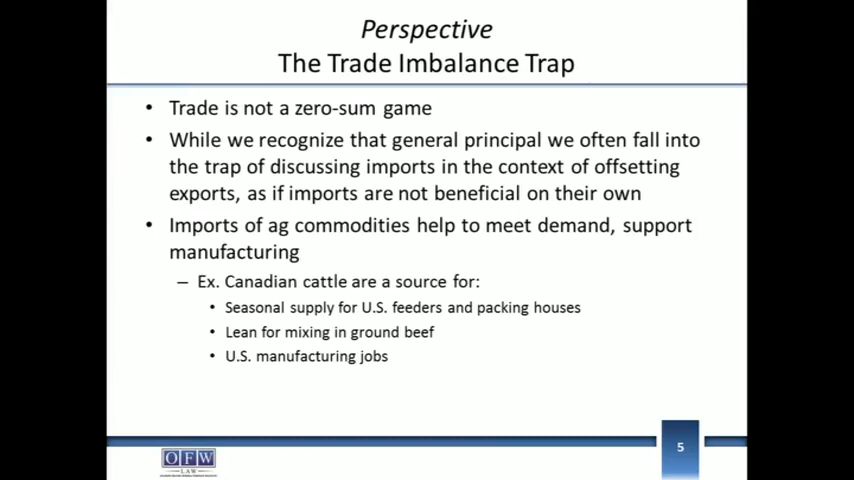 Perspective
The Trade Imbalance Trap
• Trade is not a zero-sum game
• While we recognize that general principal we often fall into
the trap of discussing imports in the context of offsetting
exports, as if imports are not beneficial on their own
• Imports of ag commodities help to meet demand, support
manufacturing
– Ex. Canadian cattle are a source for:
• Seasonal supply for U.S. feeders and packing houses
• Lean for mixing in ground beef
• U.S. manufacturing jobs
5
OFW
LAW